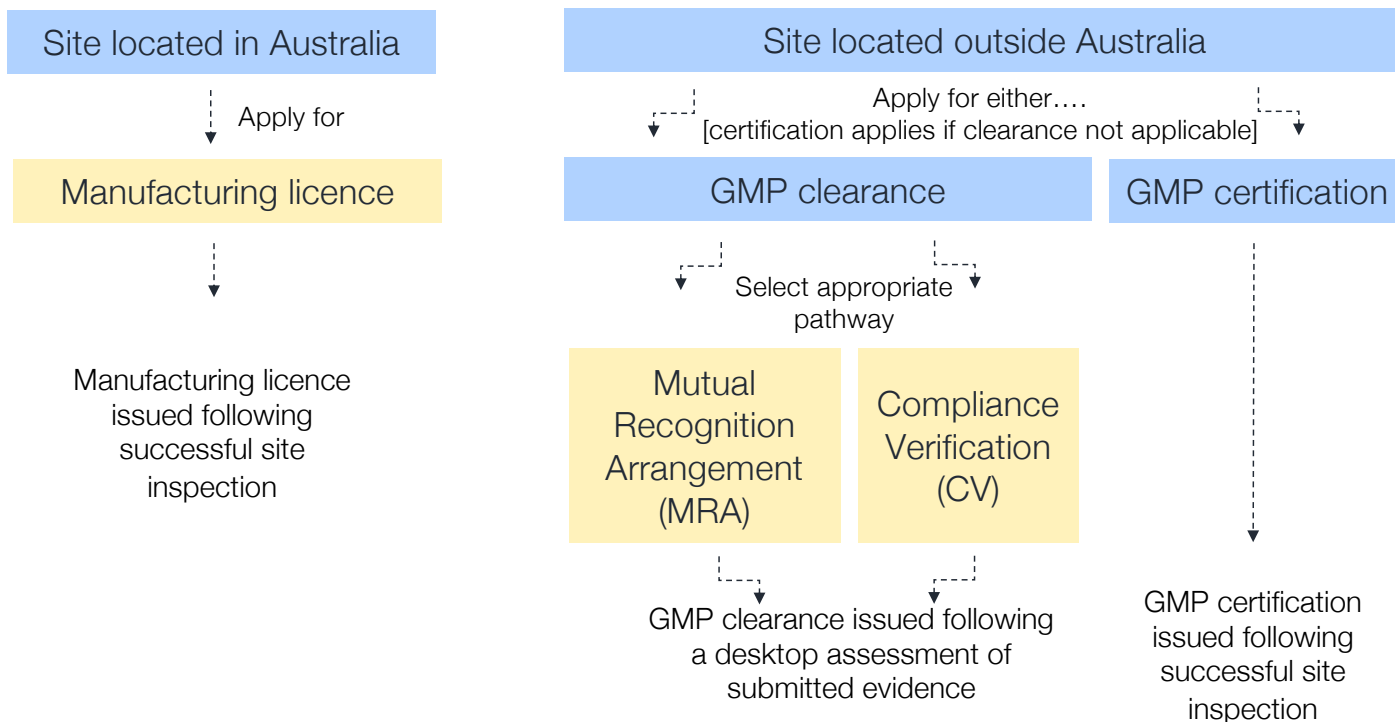 Site located in Australia
Apply for
Manufacturing licence
Manufacturing licence
issued following
successful site
inspection
Site located outside Australia
Apply for either....
[certification applies if clearance not applicable]
GMP clearance
GMP certification
Select appropriate
pathway
Mutual
Recognition
Arrangement
(MRA)
Compliance
Verification
(CV)
GMP clearance issued following
a desktop assessment of
submitted evidence
GMP certification
issued following
successful site
inspection